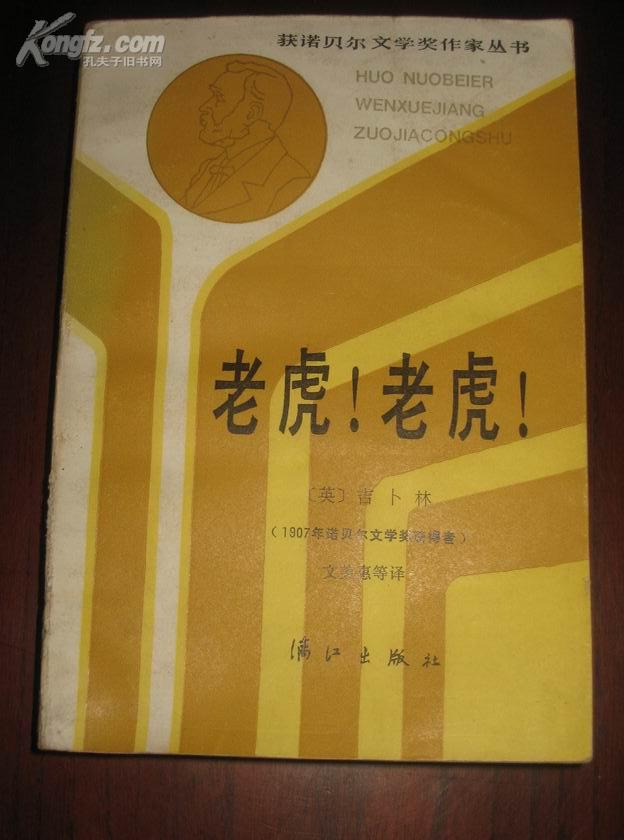 Kongfz.com
孔夫子旧书网
获诺贝尔文学奖作家丛书
HUO NUOBEIER
WENXUEJIANG
ZUOJIACONGSHU
老虎！老虎！
〔英〕吉卜林
（1907年诺贝尔文学奖获得者）
文美惠等译
漓江出版社